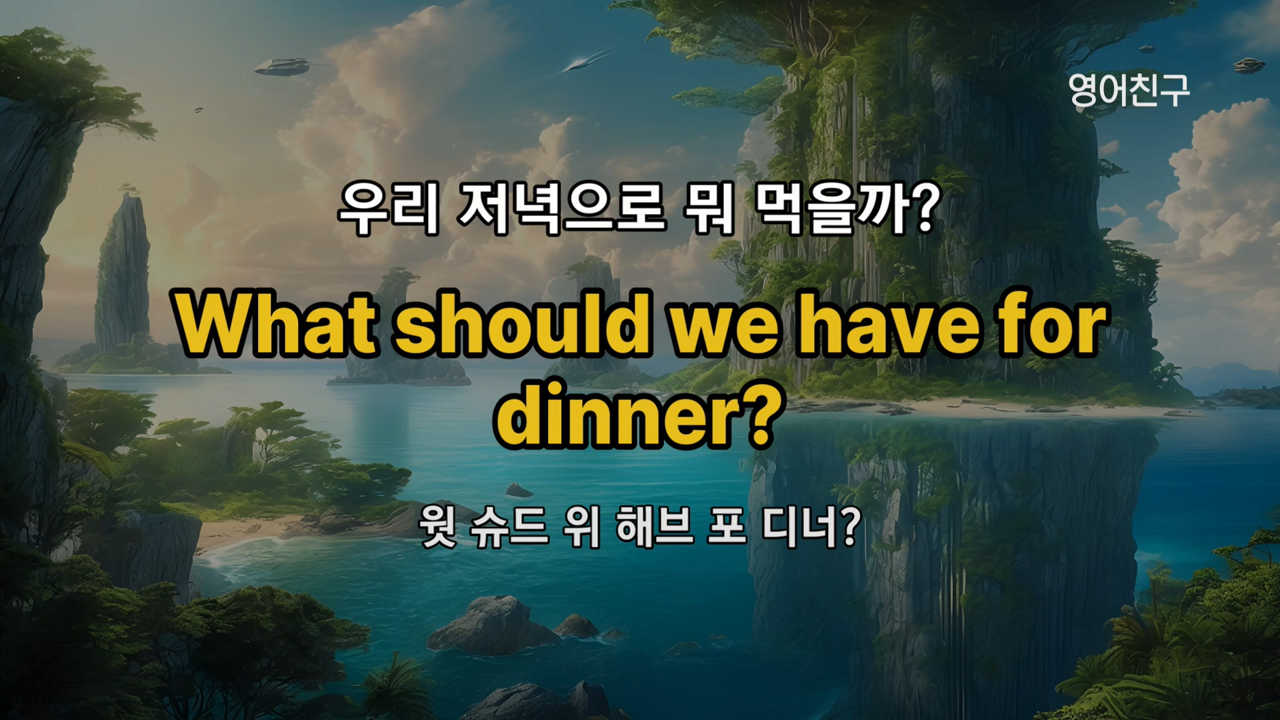 영어친구
우리 저녁으로 뭐 먹을까?
What should we have for
dinner?
웟 슈드 위 해브 포 디너?